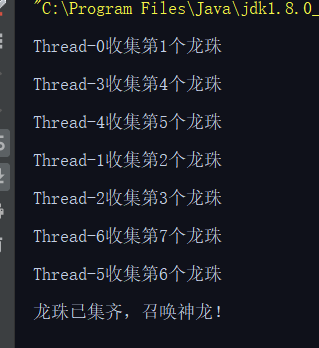 "C:\Program Files\Java\jdk1.8.0_
Thread-0收集第1个龙珠
Thread-3收集第4个龙珠
Thread-4收集第5个龙珠
Thread-1收集第2个龙珠
Thread-2收集第3个龙珠
Thread-6收集第7个龙珠
Thread-5收集第6个龙珠
龙珠已集齐，召唤神龙！